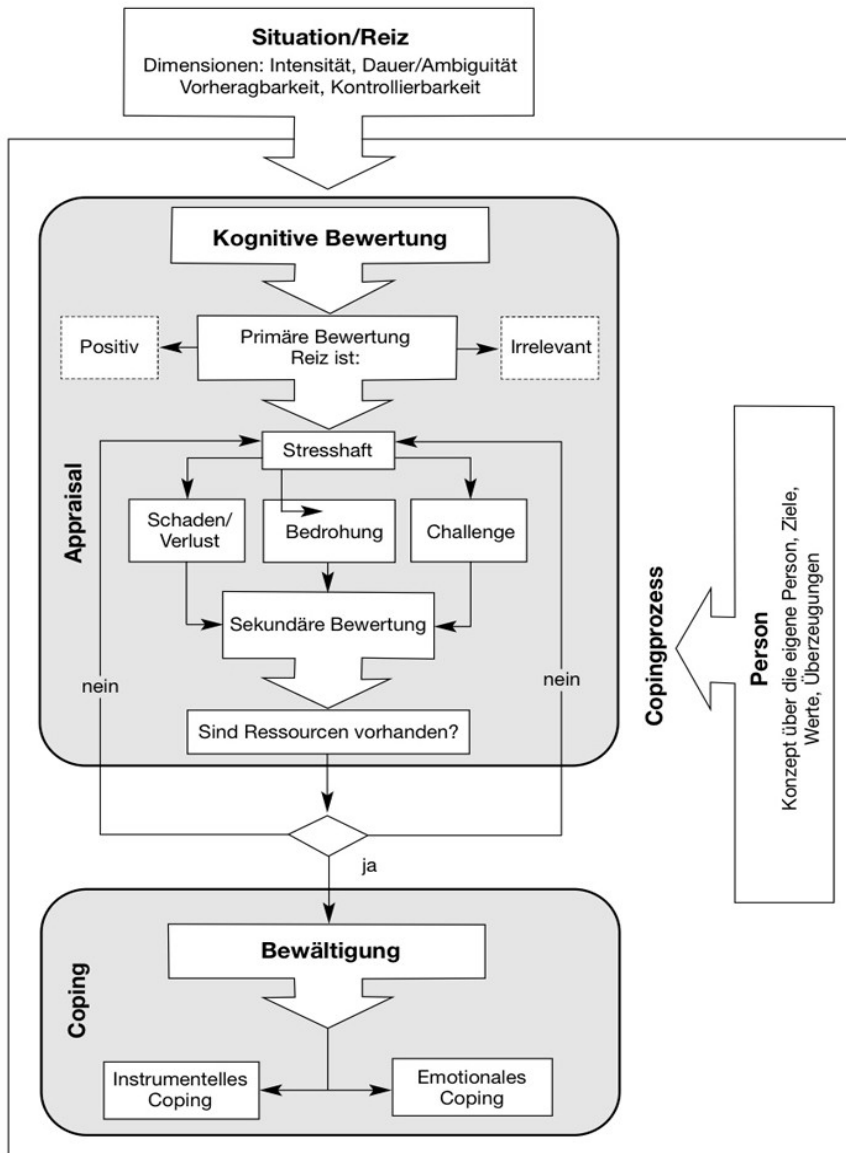 Situation/Reiz
Dimensionen: Intensität, Dauer/Ambiguität
Vorheragbarkeit, Kontrollierbarkeit
Kognitive Bewertung
Positiv
Primäre Bewertung
Reiz ist:
Irrelevant
Stresshaft
Schaden/
Verlust
Bedrohung
Challenge
Sekundäre Bewertung
nein
nein
Sind Ressourcen vorhanden?
Appraisal
ja
Bewältigung
Instrumentelles
Coping
Emotionales
Coping
Coping
Copingprozess
Person
Konzept über die eigene Person, Ziele,
Werte, Überzeugungen